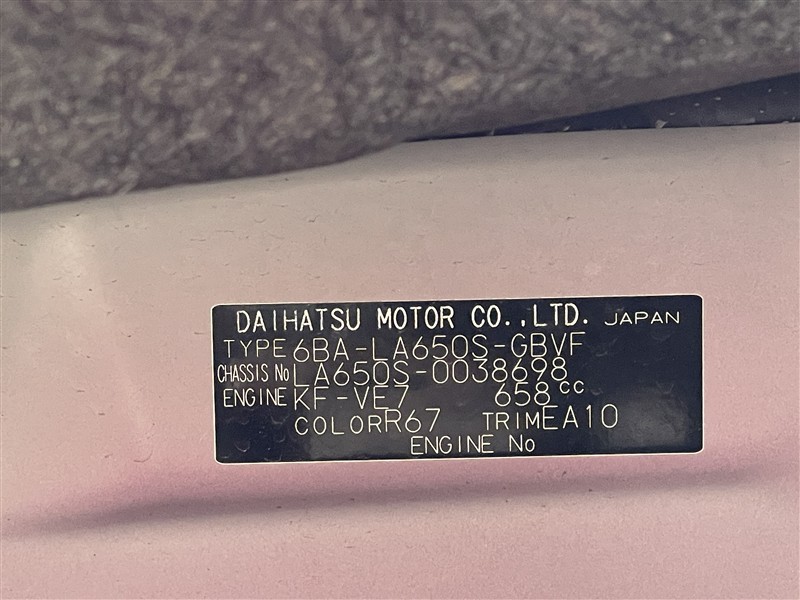 DAIHATSU MOTOR CO.,LTD. JAPAN
TYPE 6BA-LA650S-GBVF
CHASSIS No LA650S-0038698
ENGINE KF-VE7 658cc
COLOR R67 TRIM EA10
ENGINE No